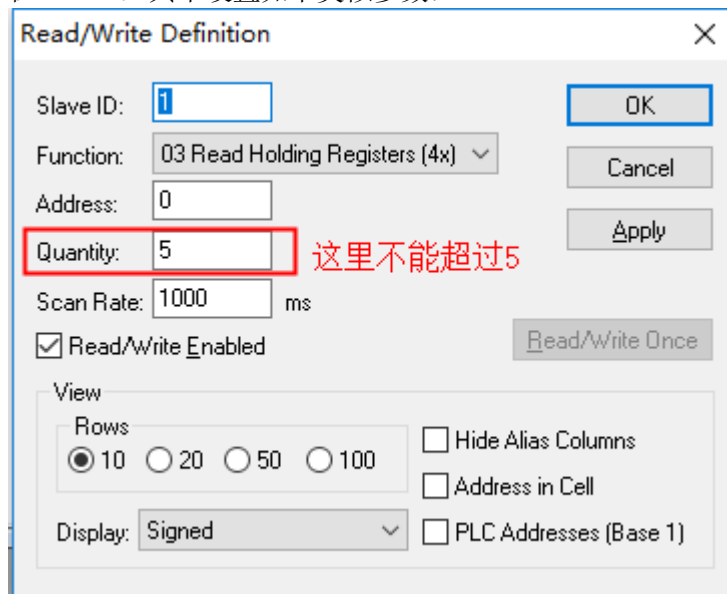 Read/Write Definition
Slave ID: 1
OK
Function: 03 Read Holding Registers (4x)
Cancel
Address: 0
Apply
Quantity: 5 这里不能超过5
Scan Rate: 1000 ms
Read/Write Enabled
Read/Write Once
View
Rows
10 20 50 100
Hide Alias Columns
Address in Cell
Display: Signed
PLC Addresses (Base 1)